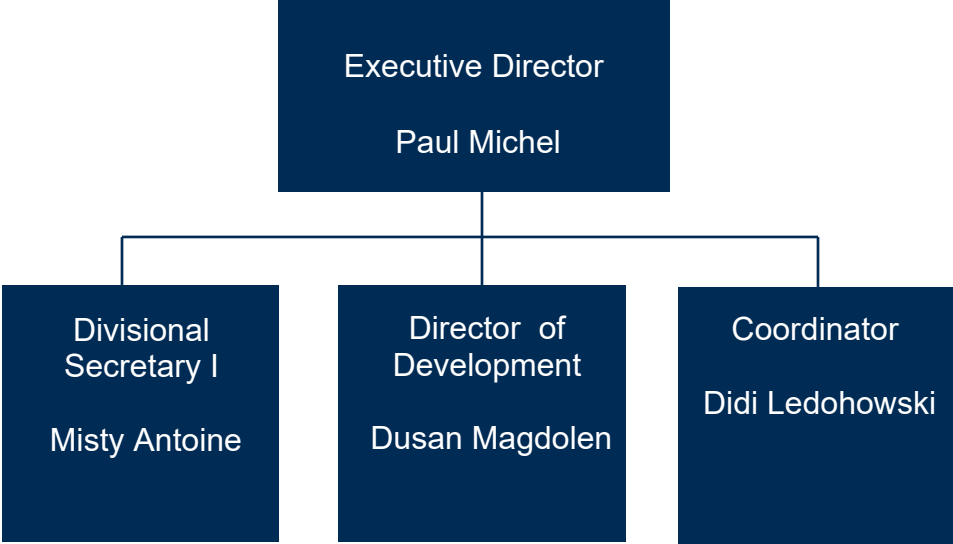 Executive Director
Paul Michel
Divisional
Secretary I
Misty Antoine
Director of
Development
Dusan Magdolen
Coordinator
Didi Ledohowski